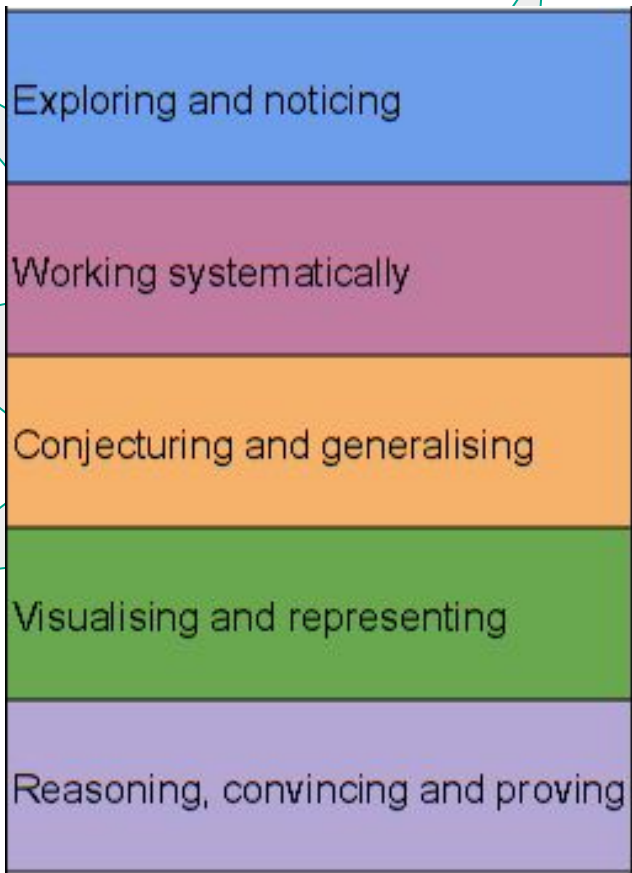 Exploring and noticing
Working systematically
Conjecturing and generalising
Visualising and representing
Reasoning, convincing and proving